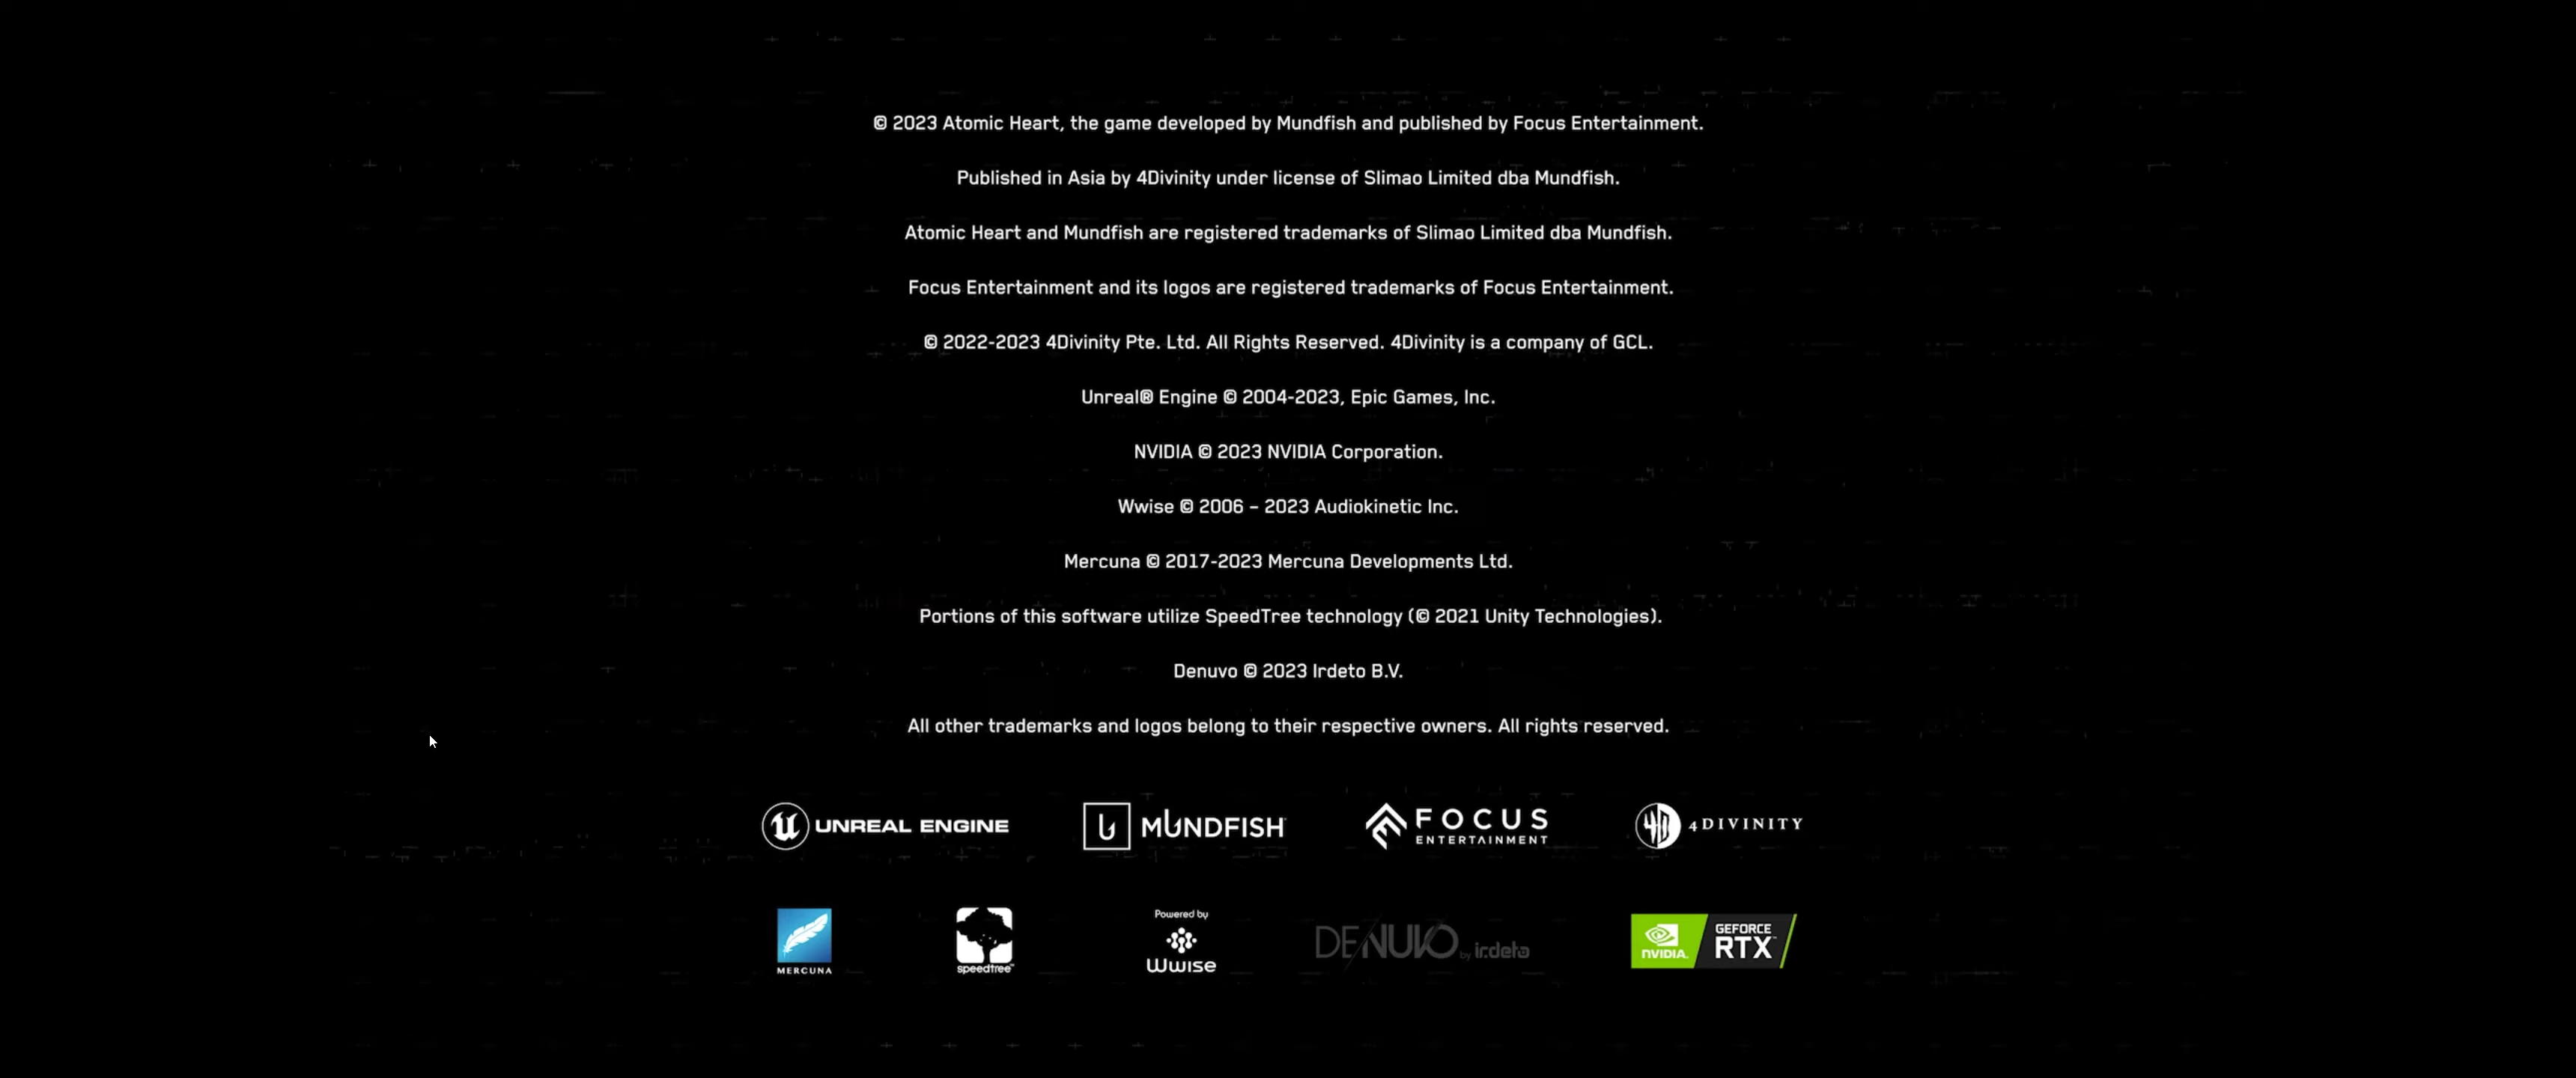 © 2023 Atomic Heart, the game developed by Mundfish and published by Focus Entertainment.
Published in Asia by 4Divinity under license of Slimao Limited dba Mundfish.
Atomic Heart and Mundfish are registered trademarks of Slimao Limited dba Mundfish.
Focus Entertainment and its logos are registered trademarks of Focus Entertainment.
© 2022-2023 4Divinity Pte. Ltd. All Rights Reserved. 4Divinity is a company of GCL.
Unreal® Engine © 2004-2023, Epic Games, Inc.
NVIDIA © 2023 NVIDIA Corporation.
Wwise © 2006 – 2023 Audiokinetic Inc.
Mercuna © 2017-2023 Mercuna Developments Ltd.
Portions of this software utilize SpeedTree technology (© 2021 Unity Technologies).
Denuvo © 2023 Irdeto B.V.
All other trademarks and logos belong to their respective owners. All rights reserved.
UNREAL ENGINE
MUNDFISH
FOCUS
ENTERTAINMENT
4D 4DIVINITY
MERCUNA
speedtree™
Powered by
Wwise
DENUVO by irdeto
NVIDIA.
GEFORCE
RTX™